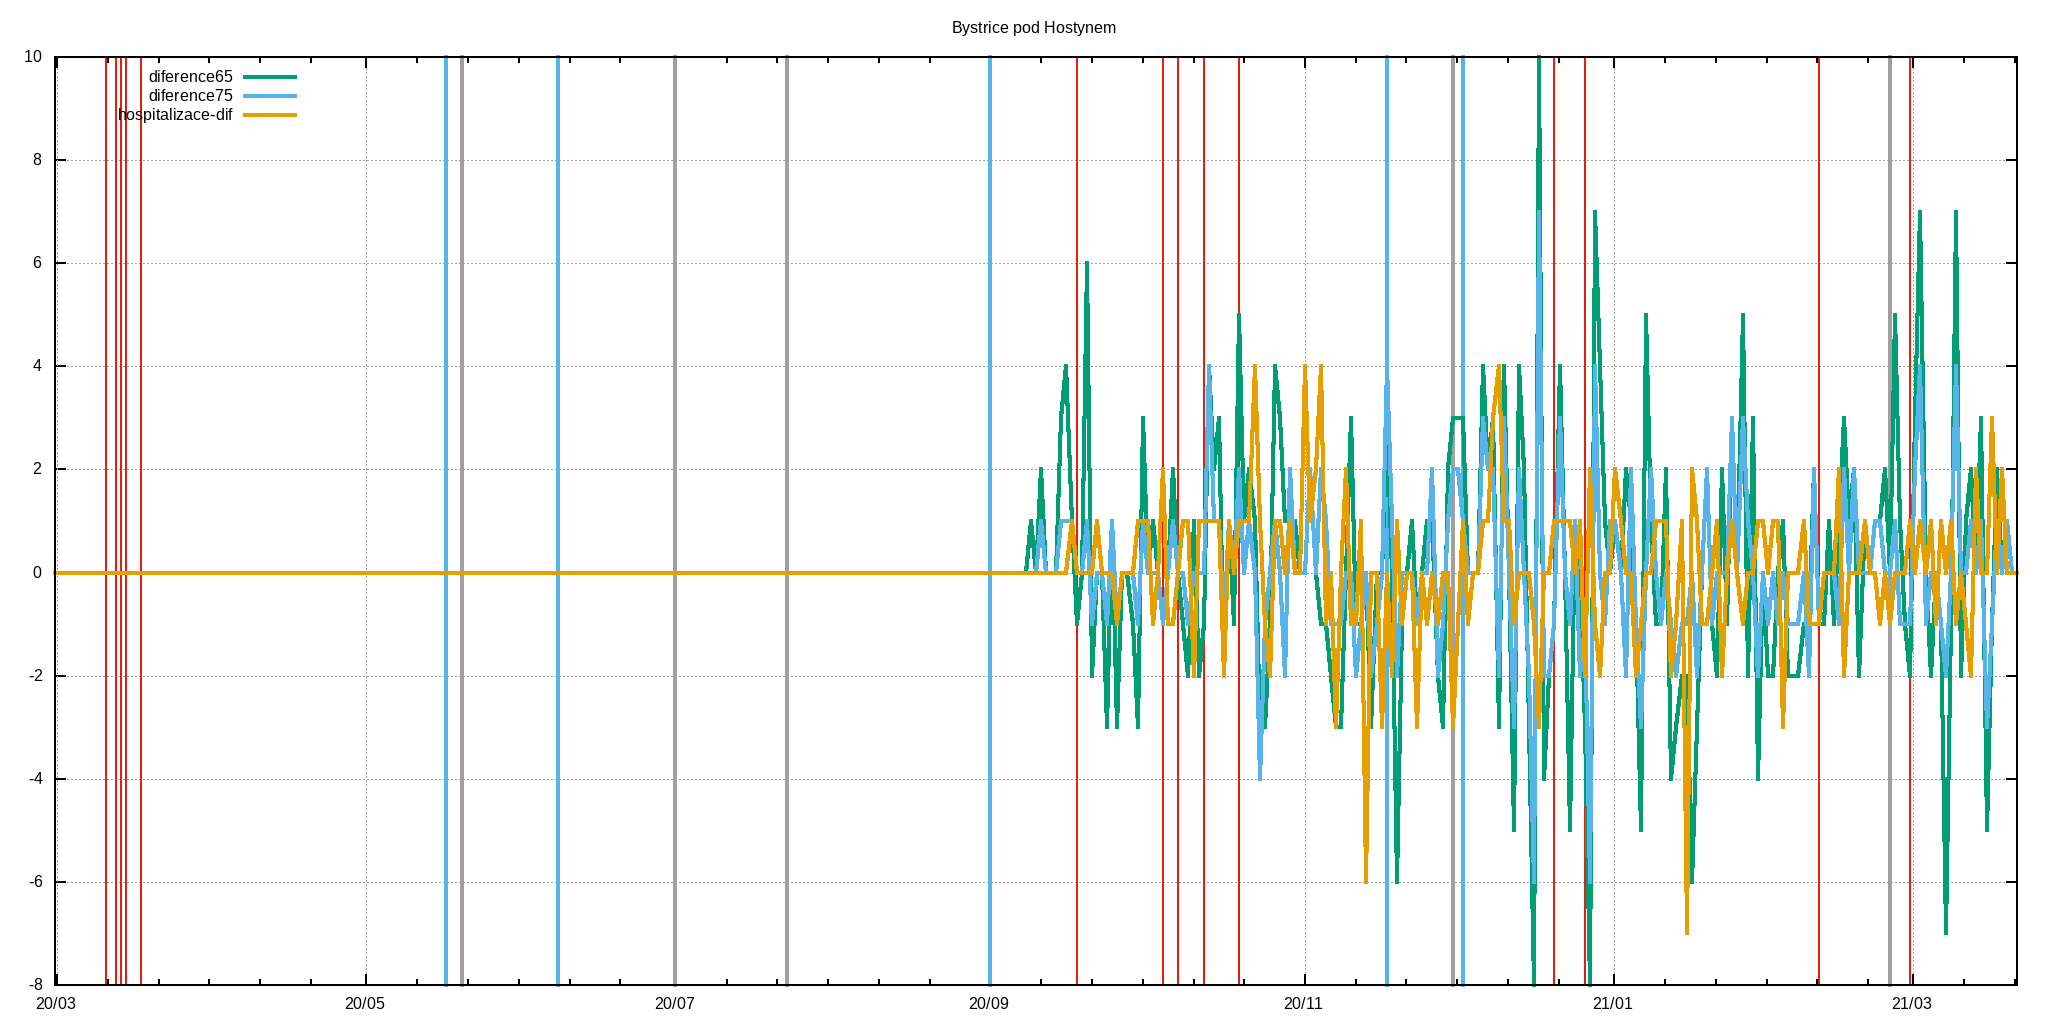 Bystrice pod Hostynem
10
diference65
diference75
hospitalizace-dif
8
6
4
2
0
-2
-4
-6
-8
20/03 20/05 20/07 20/09 20/11 21/01 21/03